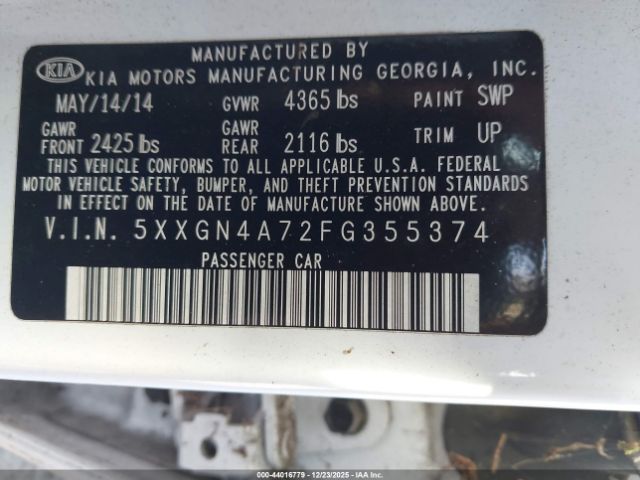 MANUFACTURED BY
KIA KIA MOTORS MANUFACTURING GEORGIA, INC.
MAY/14/14 GVWR 4365 lbs PAINT SWP
GAWR FRONT 2425 lbs GAWR REAR 2116 lbs TRIM UP
THIS VEHICLE CONFORMS TO ALL APPLICABLE U.S.A. FEDERAL
MOTOR VEHICLE SAFETY, BUMPER, AND THEFT PREVENTION STANDARDS
IN EFFECT ON THE DATE OF MANUFACTURE SHOWN ABOVE.
V.I.N. 5XXGN4A72FG355374
PASSENGER CAR
000-44016779 - 12/23/2025 - COPART